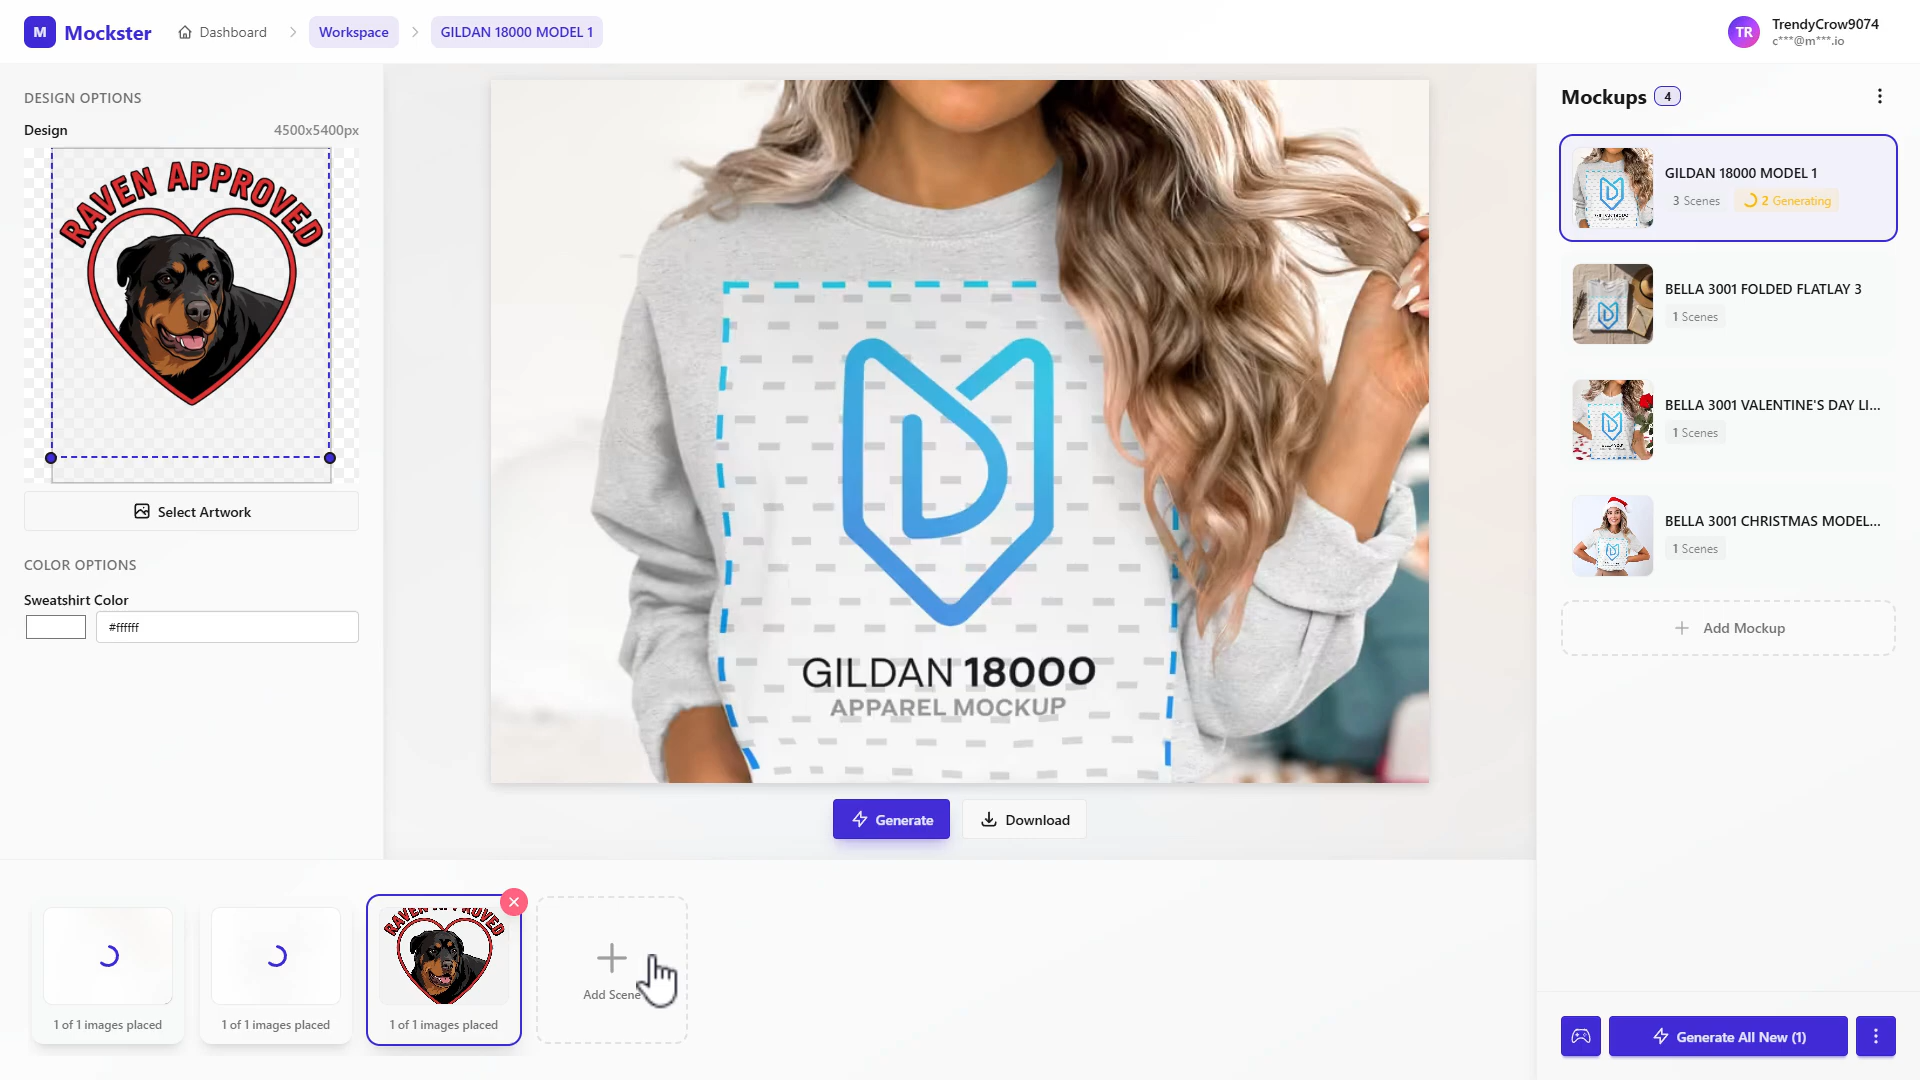 M Mockster
Dashboard
Workspace
GILDAN 18000 MODEL 1
TR
TrendyCrow9074
c***@m***.io
DESIGN OPTIONS
Design
4500x5400px
RAVEN APPROVED
Select Artwork
COLOR OPTIONS
Sweatshirt Color
#ffffff
GILDAN 18000
APPAREL MOCKUP
Generate
Download
1 of 1 images placed
1 of 1 images placed
RAVEN APPROVED
1 of 1 images placed
Add Scene
Mockups 4
GILDAN 18000 MODEL 1
3 Scenes
2 Generating
BELLA 3001 FOLDED FLATLAY 3
1 Scenes
BELLA 3001 VALENTINE'S DAY LI...
1 Scenes
BELLA 3001 CHRISTMAS MODEL...
1 Scenes
Add Mockup
Generate All New (1)